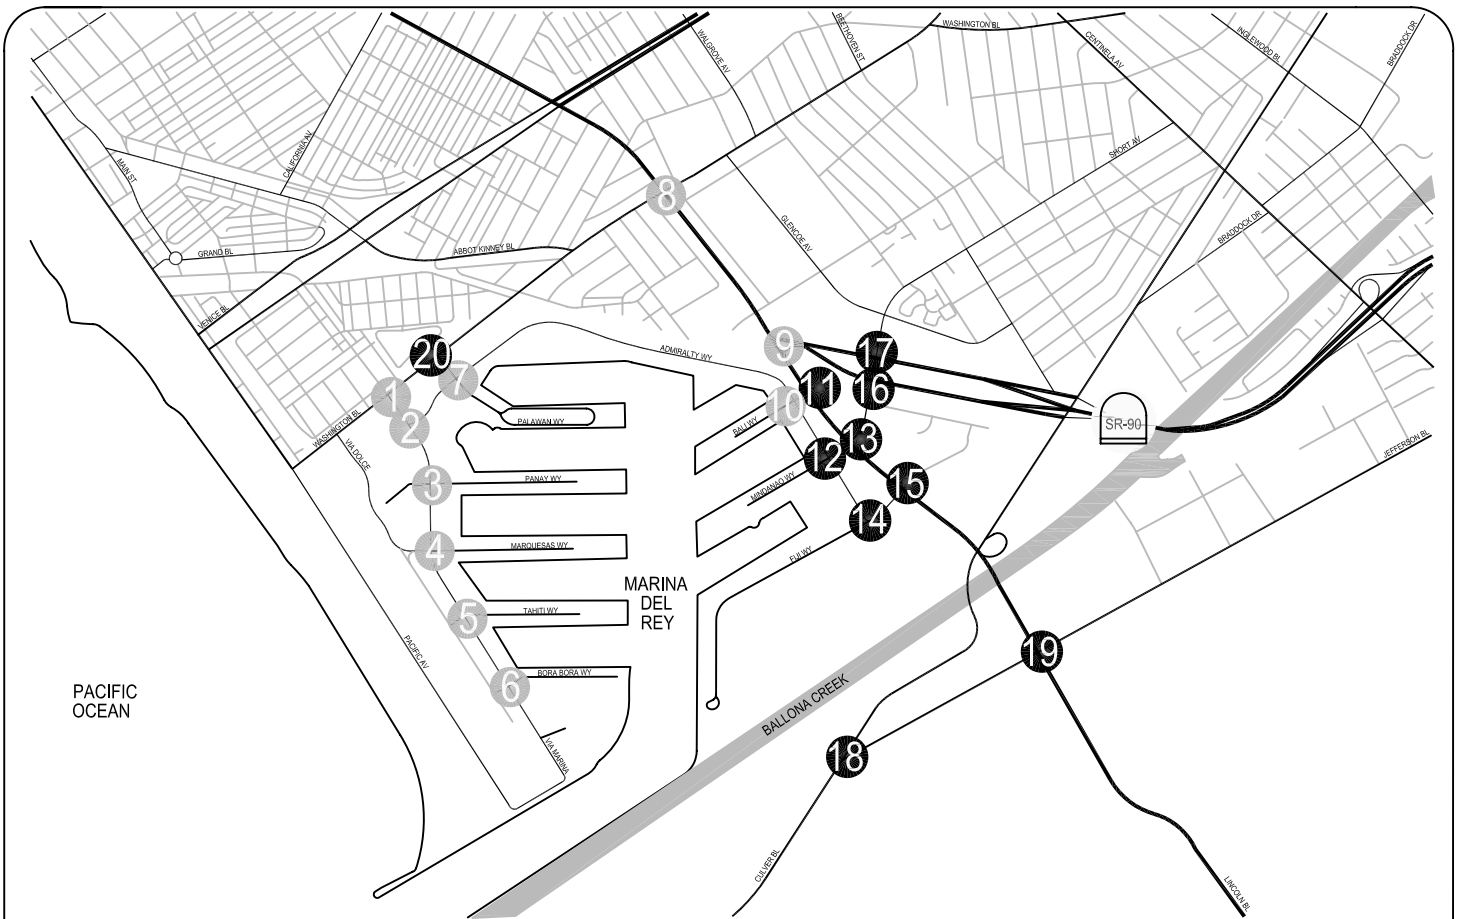 WASHINGTON BL
WALGROVE AV
BEETHOVEN ST
CENTINELA AV
INGLEWOOD BL
BRADDOCK DR
CALIFORNIA AV
MAIN ST
SHORT AV
8
GLENCOE AV
BRADDOCK DR
GRAND BL
ABBOT KINNEY BL
VENICE BL
20
7
ADMIRALTY WY
9
17
16
11
1
10
2
PALAWAN WY
BALI WY
SR-90
WASHINGTON BL
VIA DOLCE
13
12
JEFFERSON BL
3
PANAY WY
MINDANAO WY
15
14
4
MARQUESAS WY
FIJI WY
MARINA
DEL
REY
5
TAHITI WY
PACIFIC AV
19
6
BORA BORA WY
PACIFIC
OCEAN
BALLONA CREEK
VIA MARINA
18
CULVER BL
LINCOLN BL